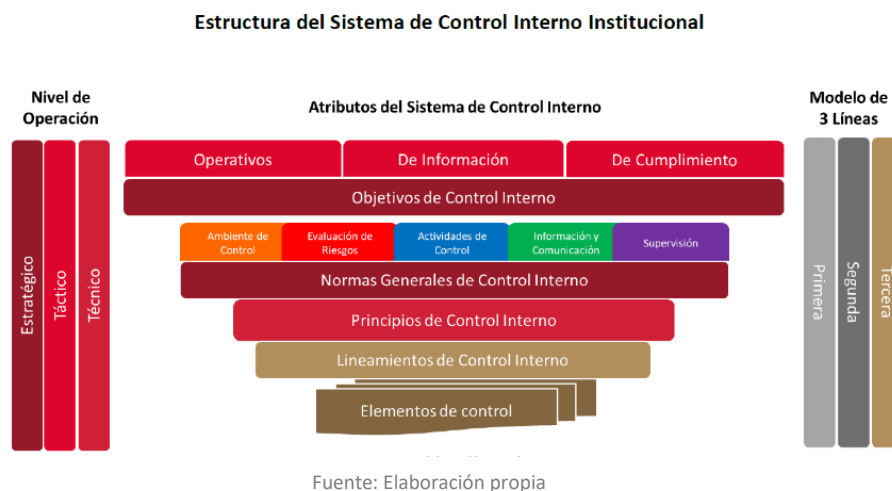 Estructura del Sistema de Control Interno Institucional
Nivel de
Operación
Atributos del Sistema de Control Interno
Modelo de
3 Líneas
Estratégico
Táctico
Técnico
Operativos
De Información
De Cumplimiento
Objetivos de Control Interno
Ambiente de
Control
Evaluación de
Riesgos
Actividades de
Control
Información y
Comunicación
Supervisión
Normas Generales de Control Interno
Principios de Control Interno
Lineamientos de Control Interno
Elementos de control
Primera
Segunda
Tercera
Fuente: Elaboración propia